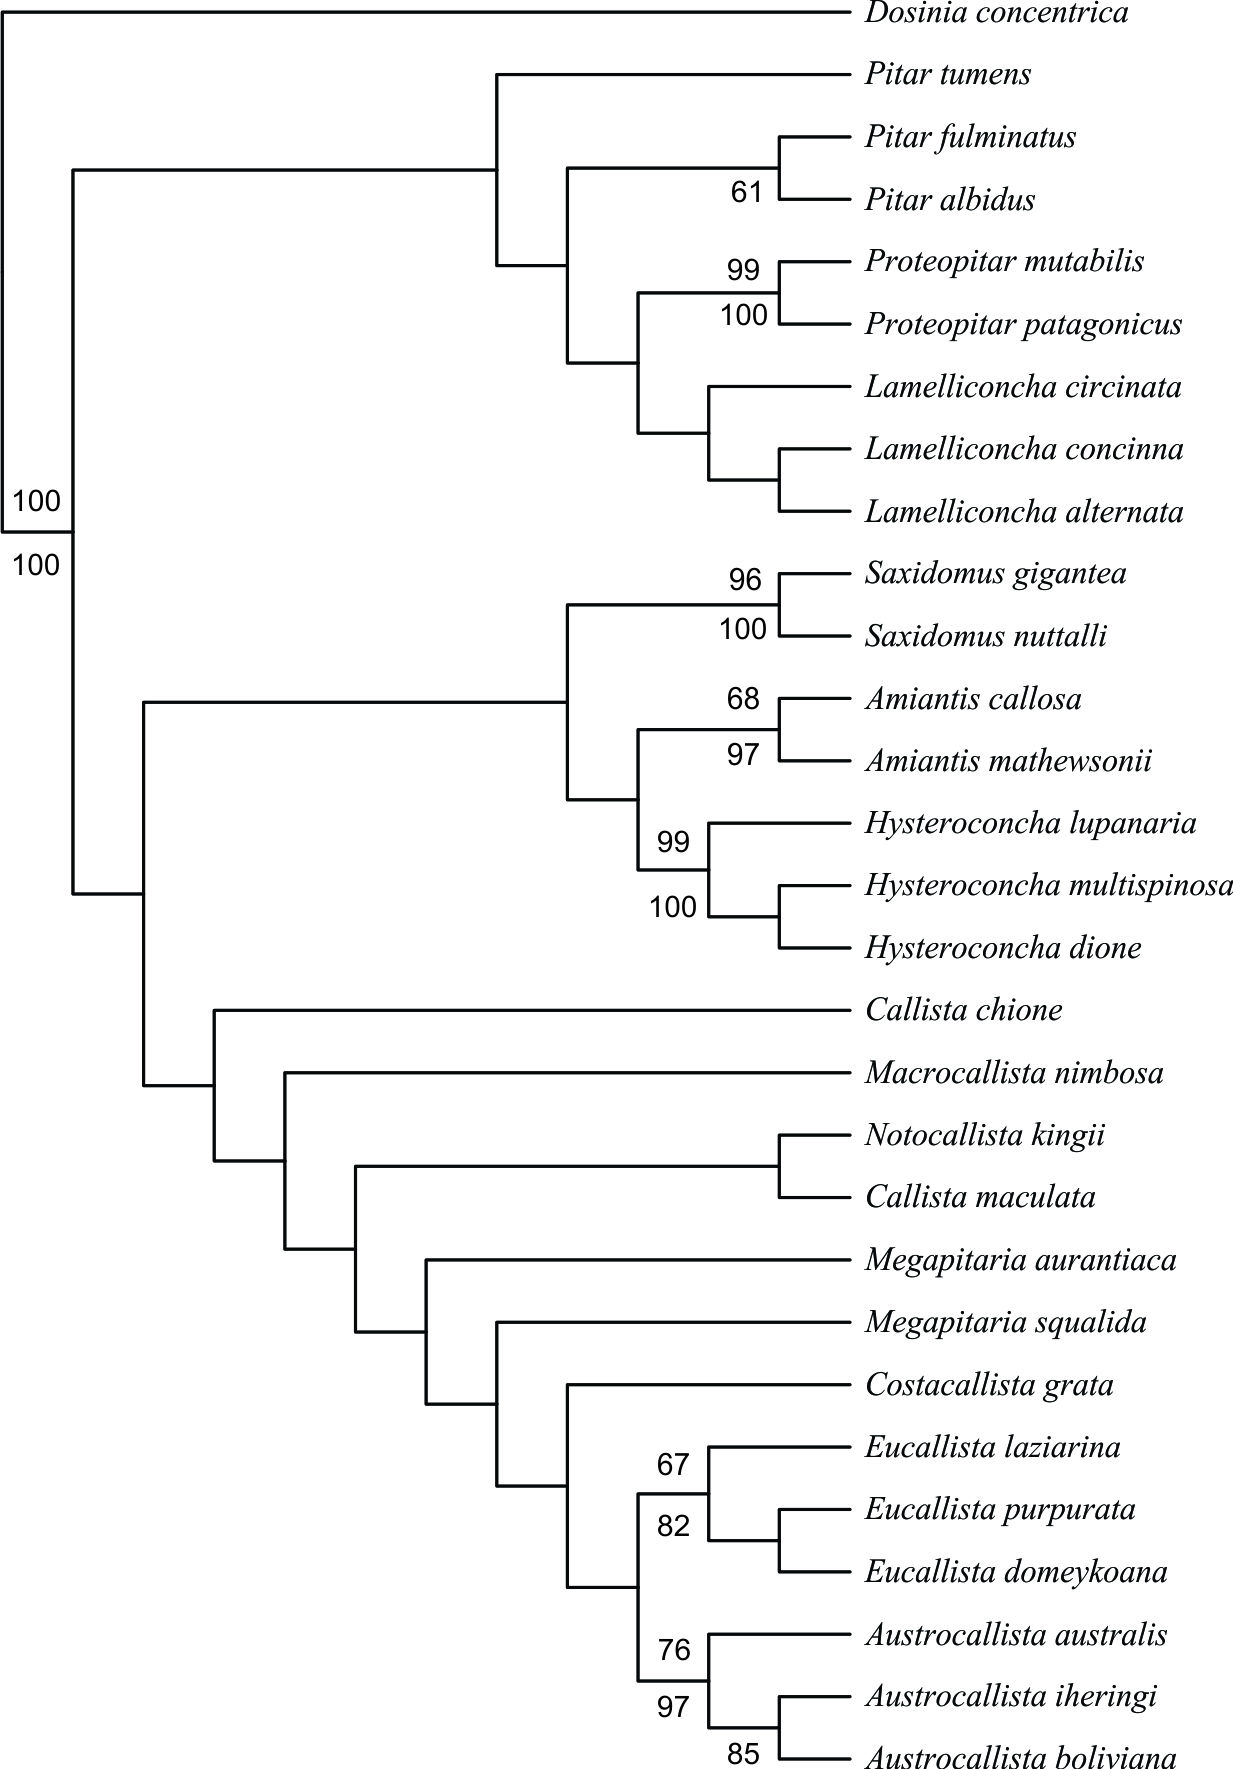 Dosinia concentrica
Pitar tumens
Pitar fulminatus
61
Pitar albidus
99
Proteopitar mutabilis
100
Proteopitar patagonicus
Lamelliconcha circinata
Lamelliconcha concinna
100
Lamelliconcha alternata
100
96
Saxidomus gigantea
100
Saxidomus nuttalli
68
Amiantis callosa
97
Amiantis mathewsonii
Hysteroconcha lupanaria
99
Hysteroconcha multispinosa
100
Hysteroconcha dione
Callista chione
Macrocallista nimbosa
Notocallista kingii
Callista maculata
Megapitaria aurantiaca
Megapitaria squalida
Costacallista grata
Eucallista laziarina
67
Eucallista purpurata
82
Eucallista domeykoana
Austrocallista australis
76
Austrocallista iheringi
97
85
Austrocallista boliviana